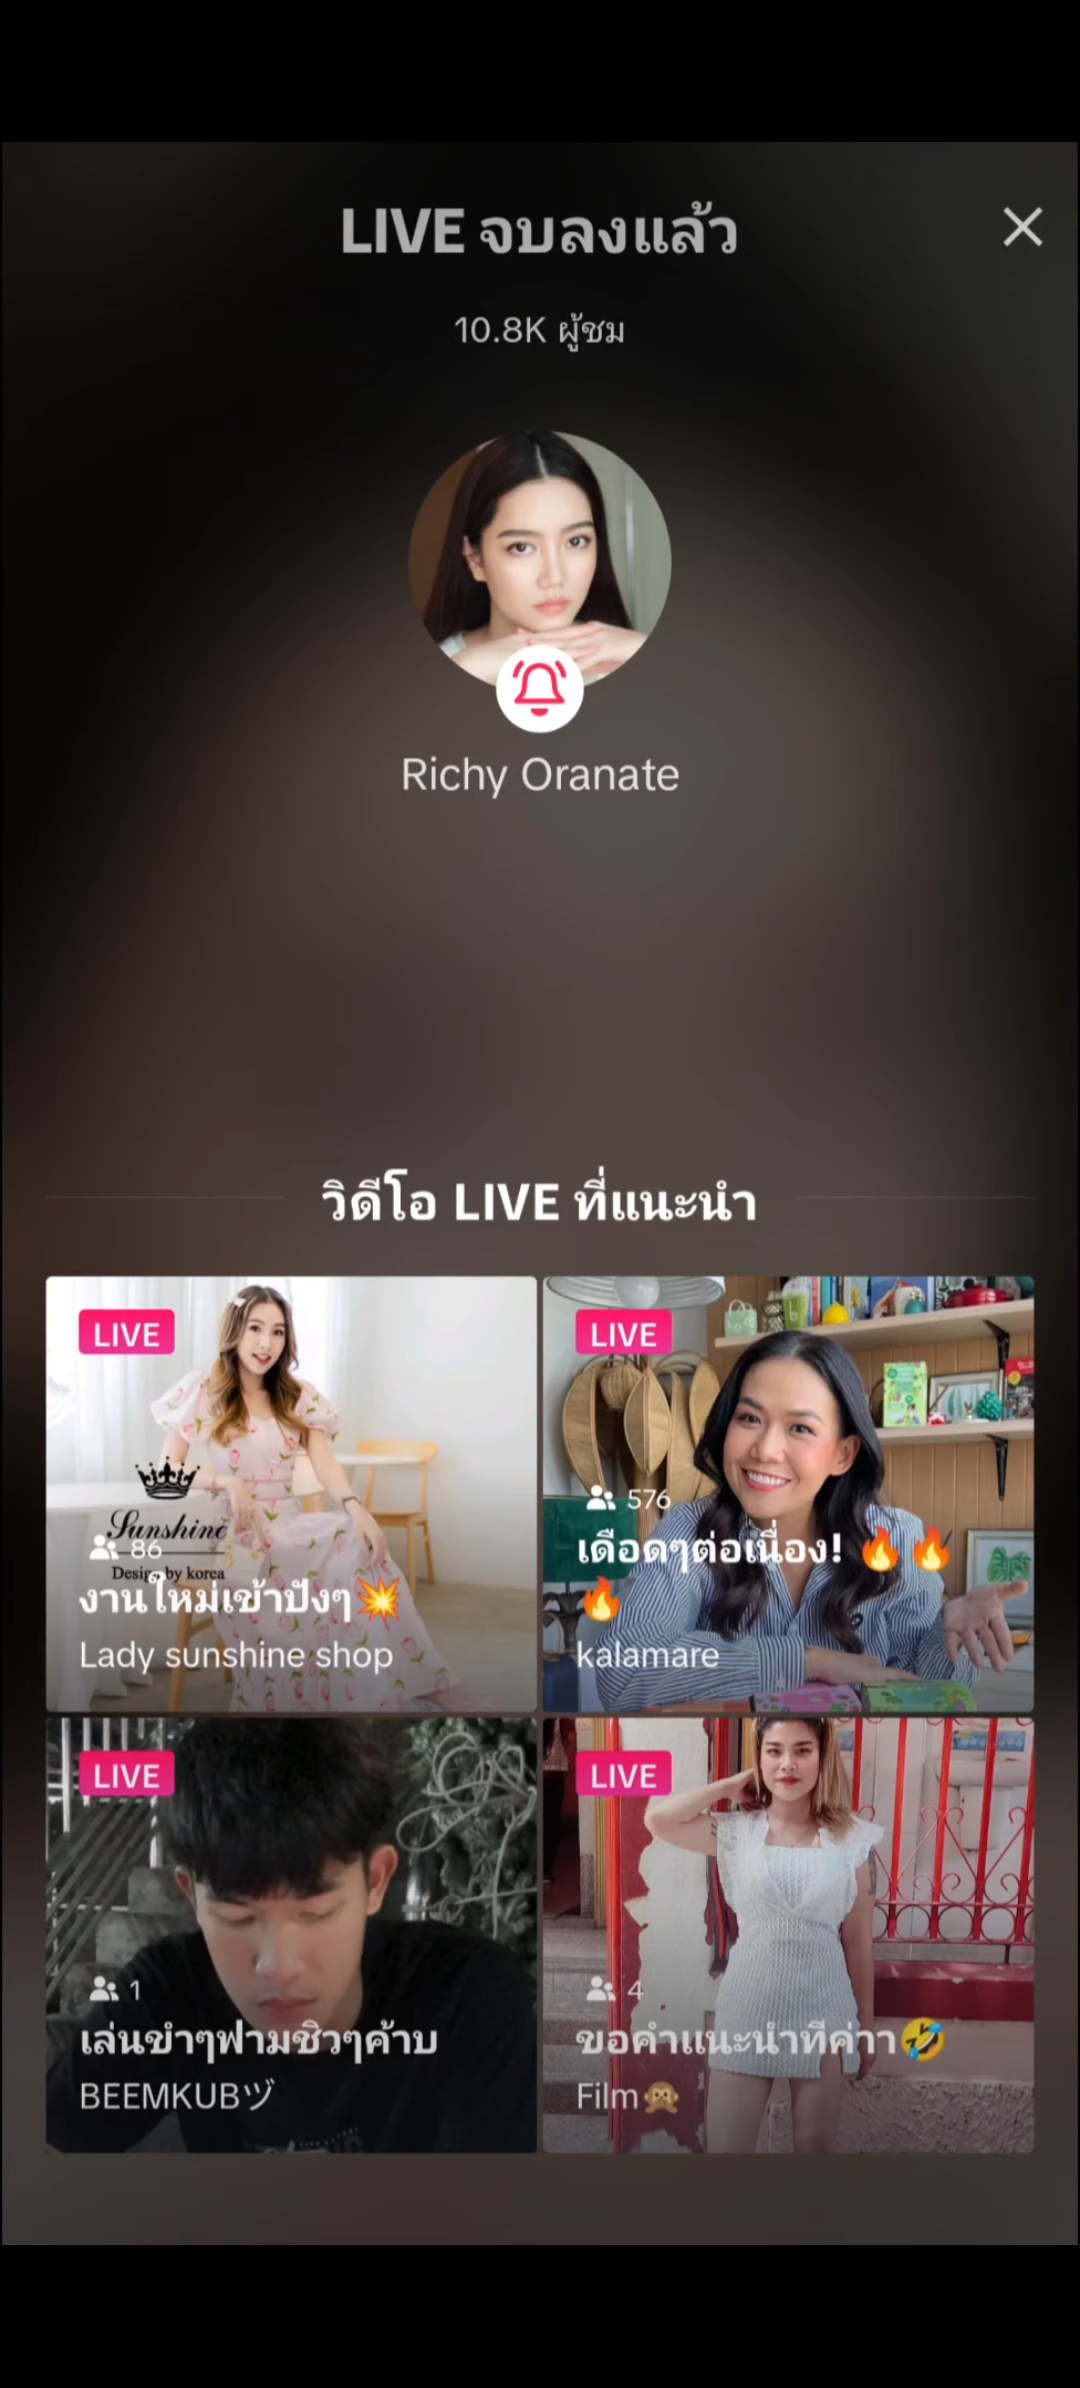 LIVE จบลงแล้ว
10.8K ผู้ชม
Richy Oranate
วิดีโอ LIVE ที่แนะนำ
LIVE
Sunshine
86
Design by korea
งานใหม่เข้าปังๆ💥
Lady sunshine shop
LIVE
576
เดือดๆต่อเนื่อง! 🔥🔥
🔥
kalamare
LIVE
1
เล่นขำๆฟามชิวๆค้าบ
BEEMKUBヅ
LIVE
4
ขอคำแนะนำทีค่าา🤣
Film🙊